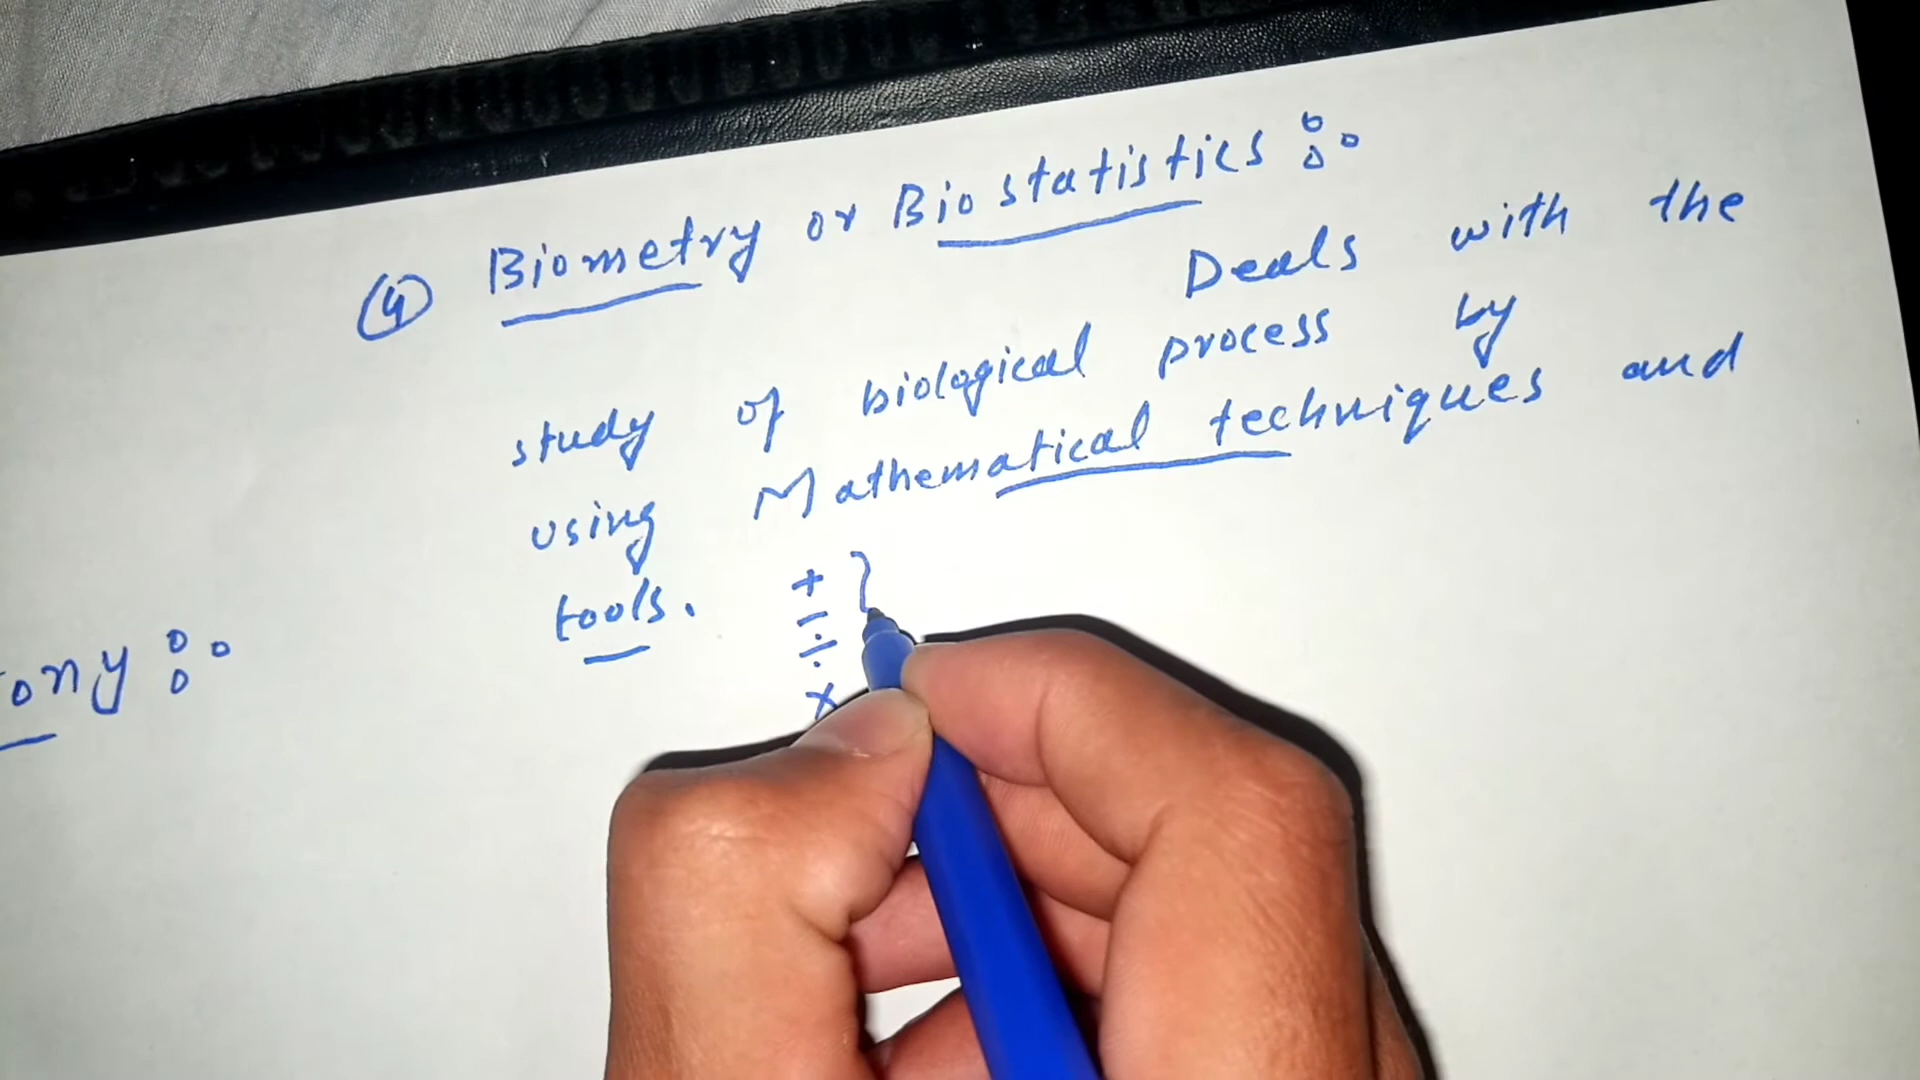 ④ Biometry or Biostatistics :
Deals with the
study of biological process by
using Mathematical techniques and
tools. + }
−
÷
×
ony :